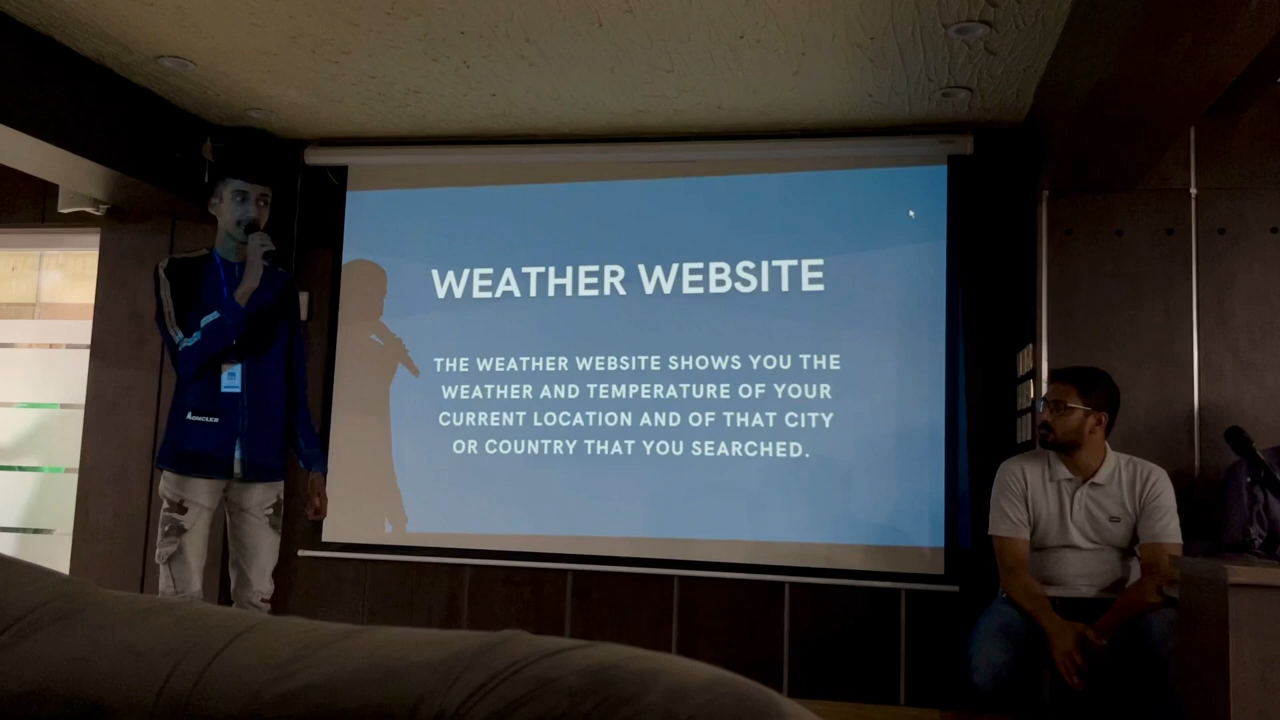 WEATHER WEBSITE
THE WEATHER WEBSITE SHOWS YOU THE
WEATHER AND TEMPERATURE OF YOUR
CURRENT LOCATION AND OF THAT CITY
OR COUNTRY THAT YOU SEARCHED.